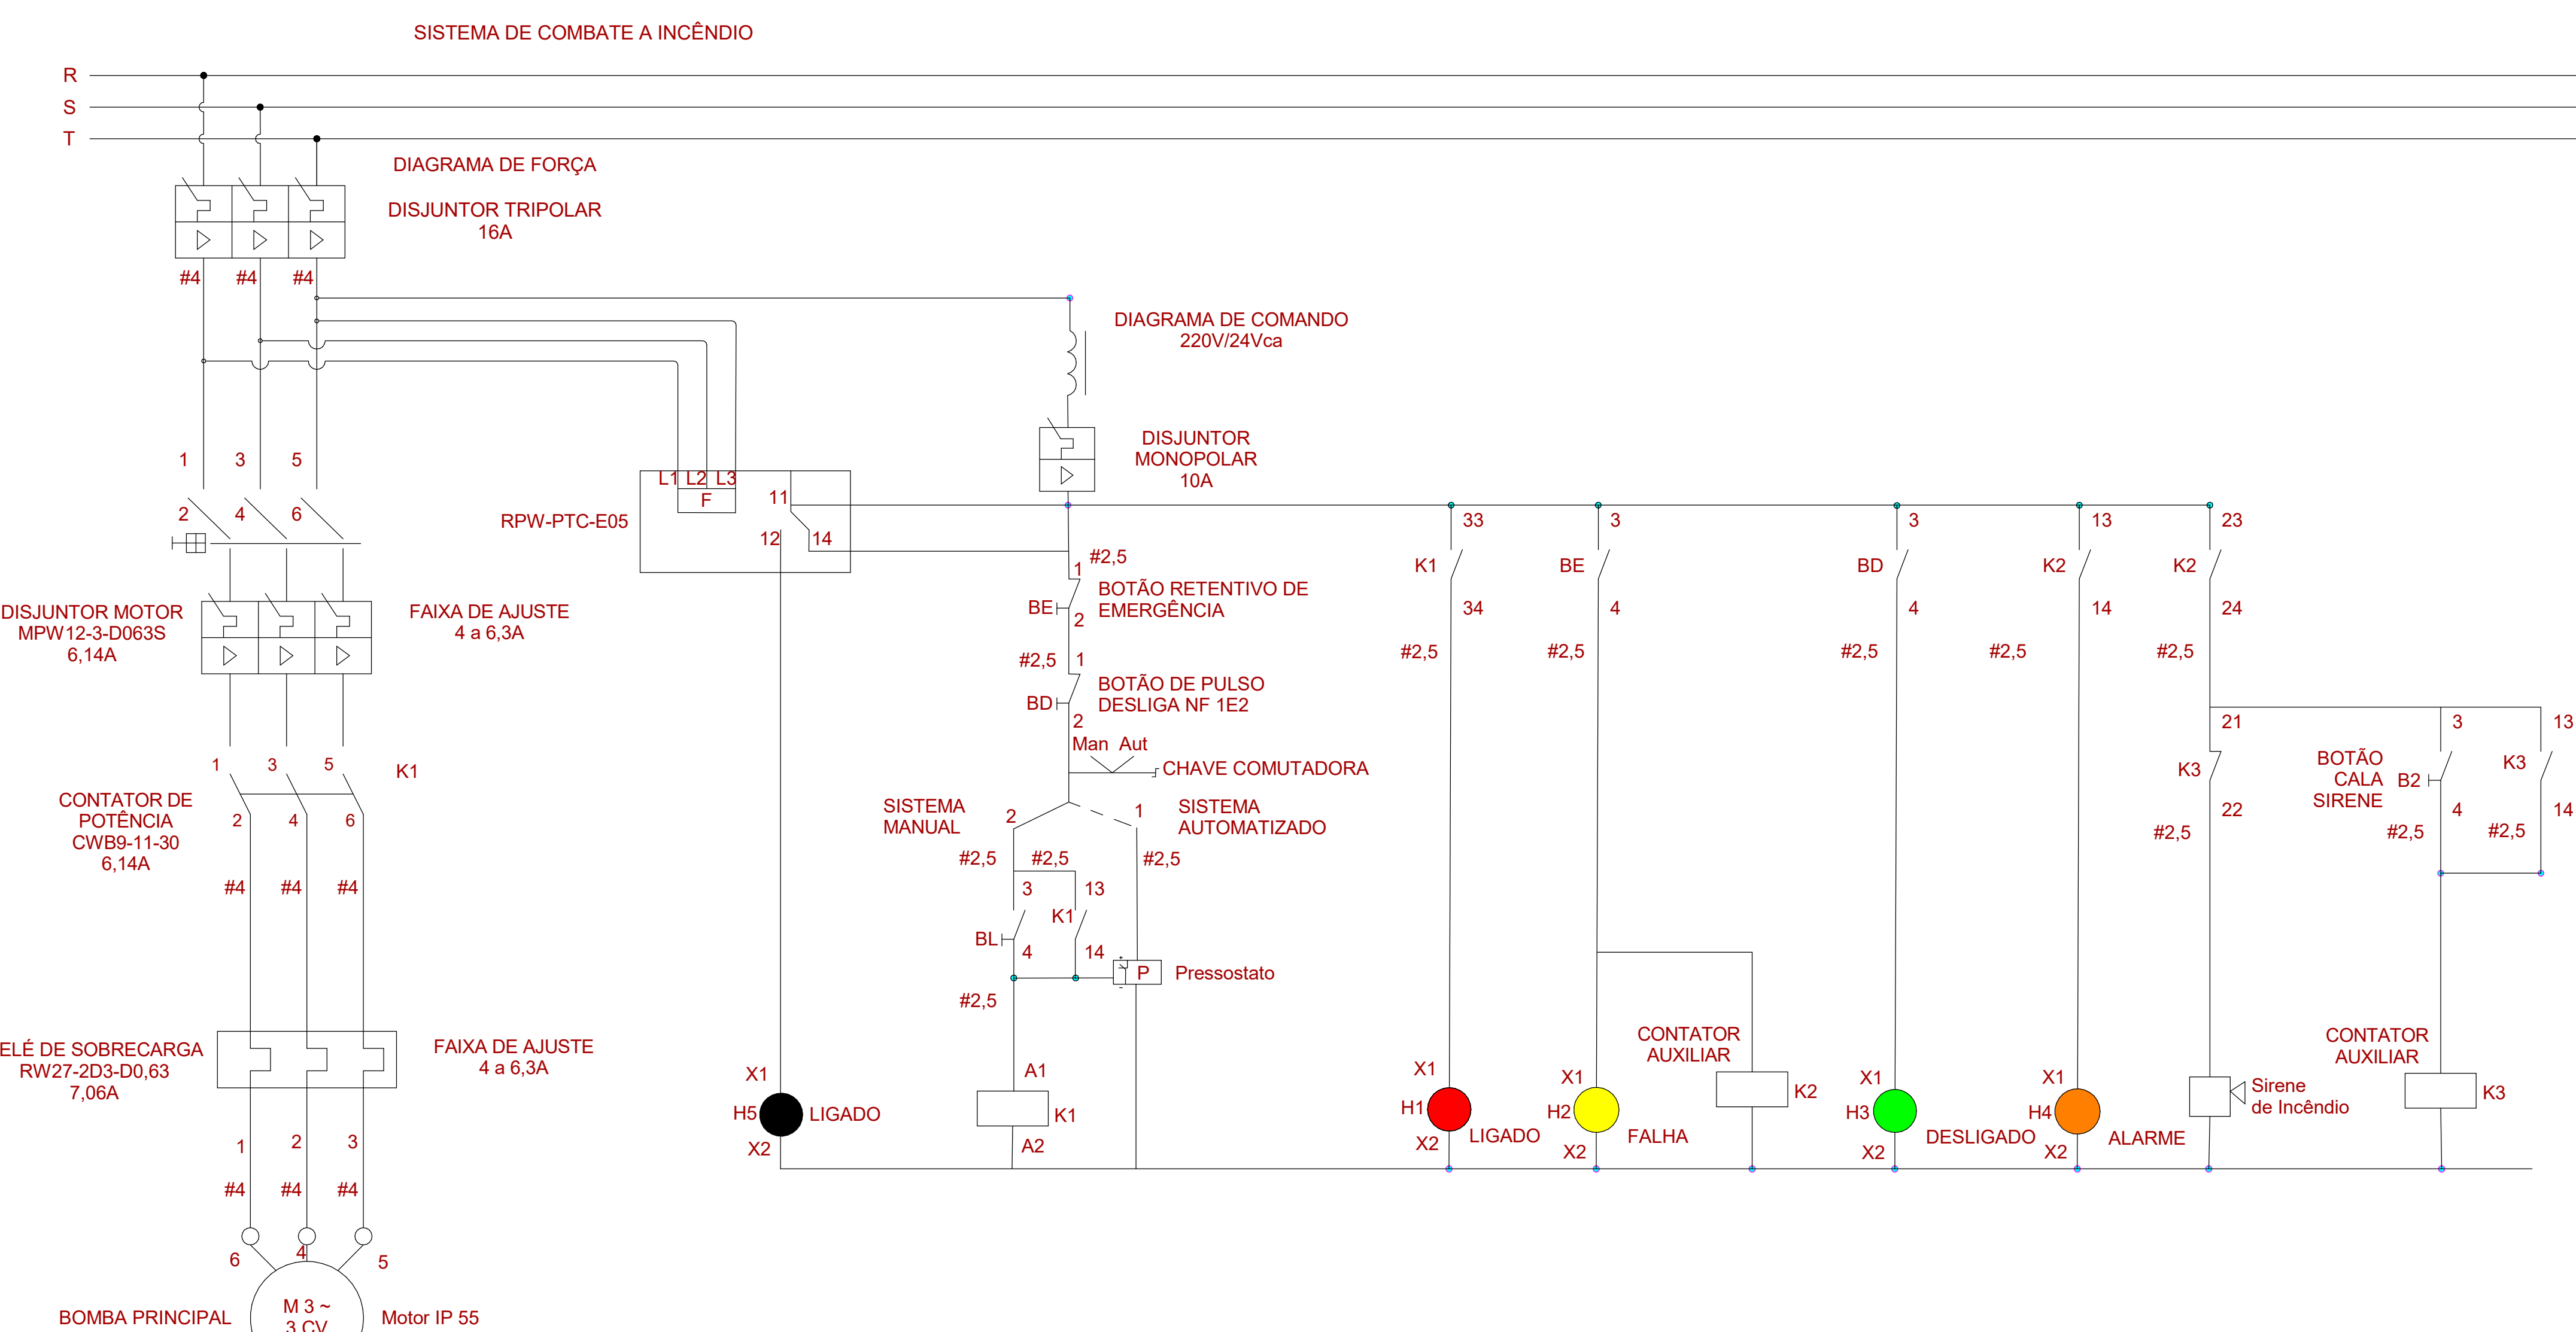 SISTEMA DE COMBATE A INCÊNDIO
R
S
T
DIAGRAMA DE FORÇA
DISJUNTOR TRIPOLAR
16A
#4 #4 #4
DIAGRAMA DE COMANDO
220V/24Vca
DISJUNTOR
MONOPOLAR
10A
1 3 5
2 4 6
L1 L2 L3
F
11
12 14
RPW-PTC-E05
DISJUNTOR MOTOR
MPW12-3-D063S
6,14A
FAIXA DE AJUSTE
4 a 6,3A
1 3 5 K1
CONTATOR DE
POTÊNCIA
CWB9-11-30
6,14A
2 4 6
#4 #4 #4
ELÉ DE SOBRECARGA
RW27-2D3-D0,63
7,06A
FAIXA DE AJUSTE
4 a 6,3A
1 2 3
#4 #4 #4
6 4 5
BOMBA PRINCIPAL
M 3 ~
3 CV
Motor IP 55
X1
H5 LIGADO
X2
#2,5
1
BE
BOTÃO RETENTIVO DE
EMERGÊNCIA
2
#2,5 1
BD
BOTÃO DE PULSO
DESLIGA NF 1E2
2
Man Aut
CHAVE COMUTADORA
SISTEMA
MANUAL
2
1
SISTEMA
AUTOMATIZADO
#2,5 #2,5 #2,5
3 13
K1
BL
4 14
+
P
-
Pressostato
#2,5
A1
K1
A2
33
K1
34
#2,5
X1
H1
X2
LIGADO
3
BE
4
#2,5
X1
H2
X2
FALHA
CONTATOR
AUXILIAR
K2
3
BD
4
#2,5
X1
H3
X2
DESLIGADO
13
K2
14
#2,5
X1
H4
X2
ALARME
23
K2
24
#2,5
21
K3
22
#2,5
Sirene
de Incêndio
3
BOTÃO
CALA
SIRENE
B2
4
#2,5
13
K3
14
#2,5
CONTATOR
AUXILIAR
K3